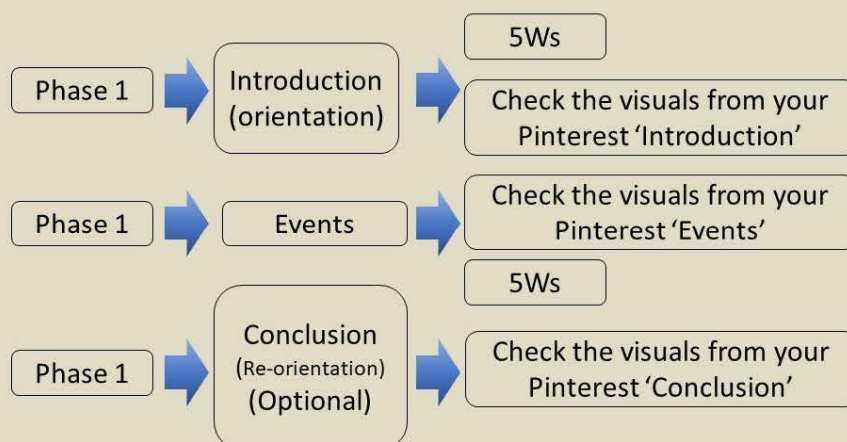 5Ws
Phase 1
Introduction
(orientation)
Check the visuals from your
Pinterest ‘Introduction’
Phase 1
Events
Check the visuals from your
Pinterest ‘Events’
5Ws
Phase 1
Conclusion
(Re-orientation)
(Optional)
Check the visuals from your
Pinterest ‘Conclusion’